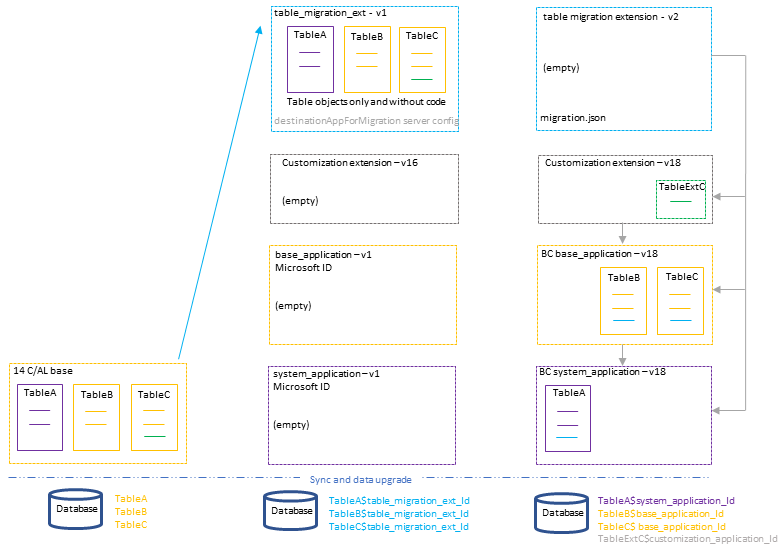 table_migration_ext - v1
TableA
TableB
TableC
Table objects only and without code
destinationAppForMigration server config
table migration extension - v2
(empty)
migration.json
Customization extension – v16
(empty)
Customization extension – v18
TableExtC
base_application – v1
Microsoft ID
(empty)
BC base_application – v18
TableB
TableC
14 C/AL base
TableA
TableB
TableC
system_application – v1
Microsoft ID
(empty)
BC system_application – v18
TableA
Sync and data upgrade
Database
TableA
TableB
TableC
Database
TableA$table_migration_ext_Id
TableB$table_migration_ext_Id
TableC$table_migration_ext_Id
Database
TableA$system_application_Id
TableB$base_application_Id
TableC$ base_application_Id
TableExtC$customization_application_Id